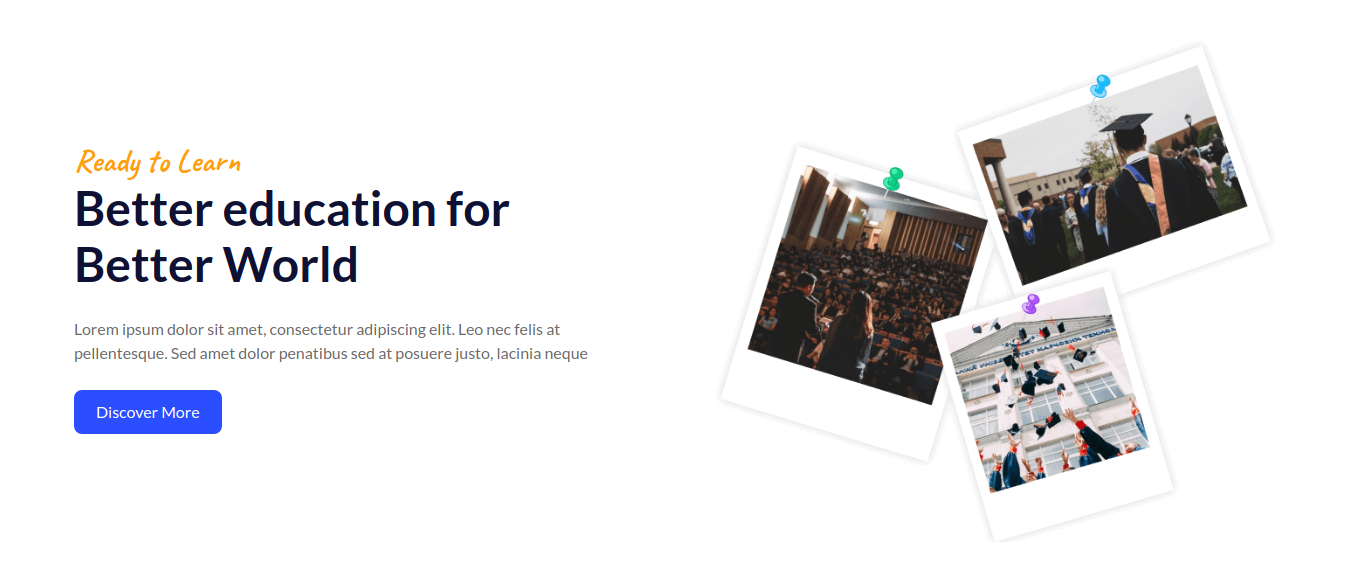 Ready to Learn
Better education for
Better World
Lorem ipsum dolor sit amet, consectetur adipiscing elit. Leo nec felis at
pellentesque. Sed amet dolor penatibus sed at posuere justo, lacinia neque
Discover More